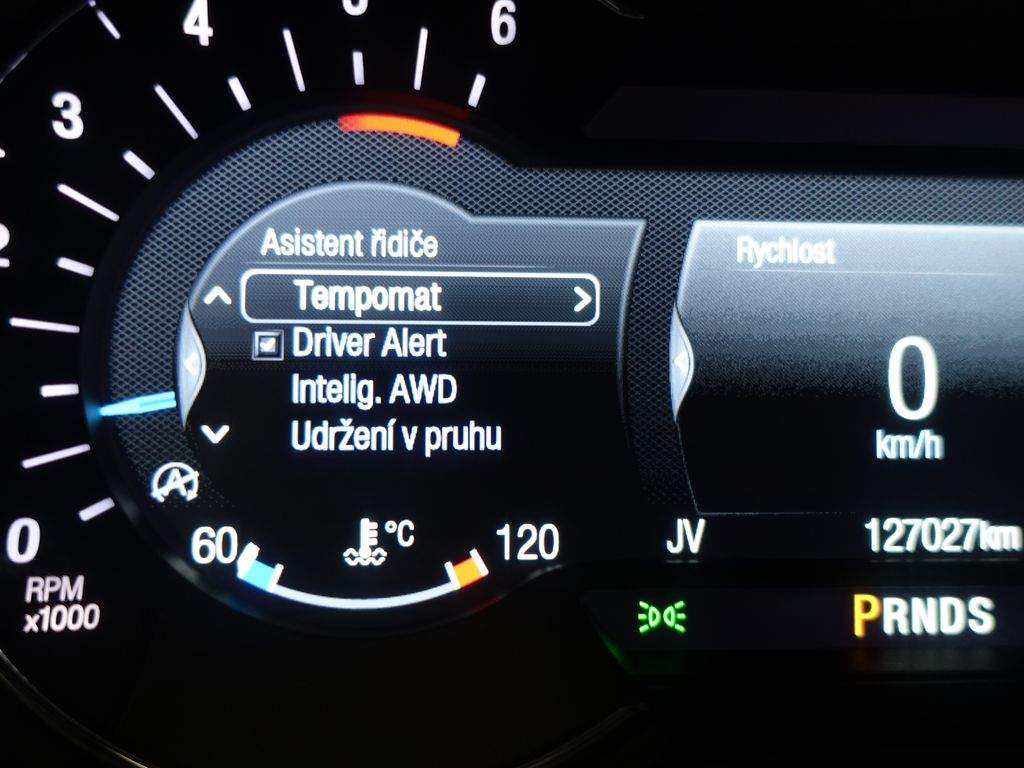 4
6
3
2
Asistent řidiče
Rychlost
Tempomat
Driver Alert
0
Intelig. AWD
km/h
Udržení v pruhu
0
60
°C
120
JV
127027km
RPM
x1000
PRNDS